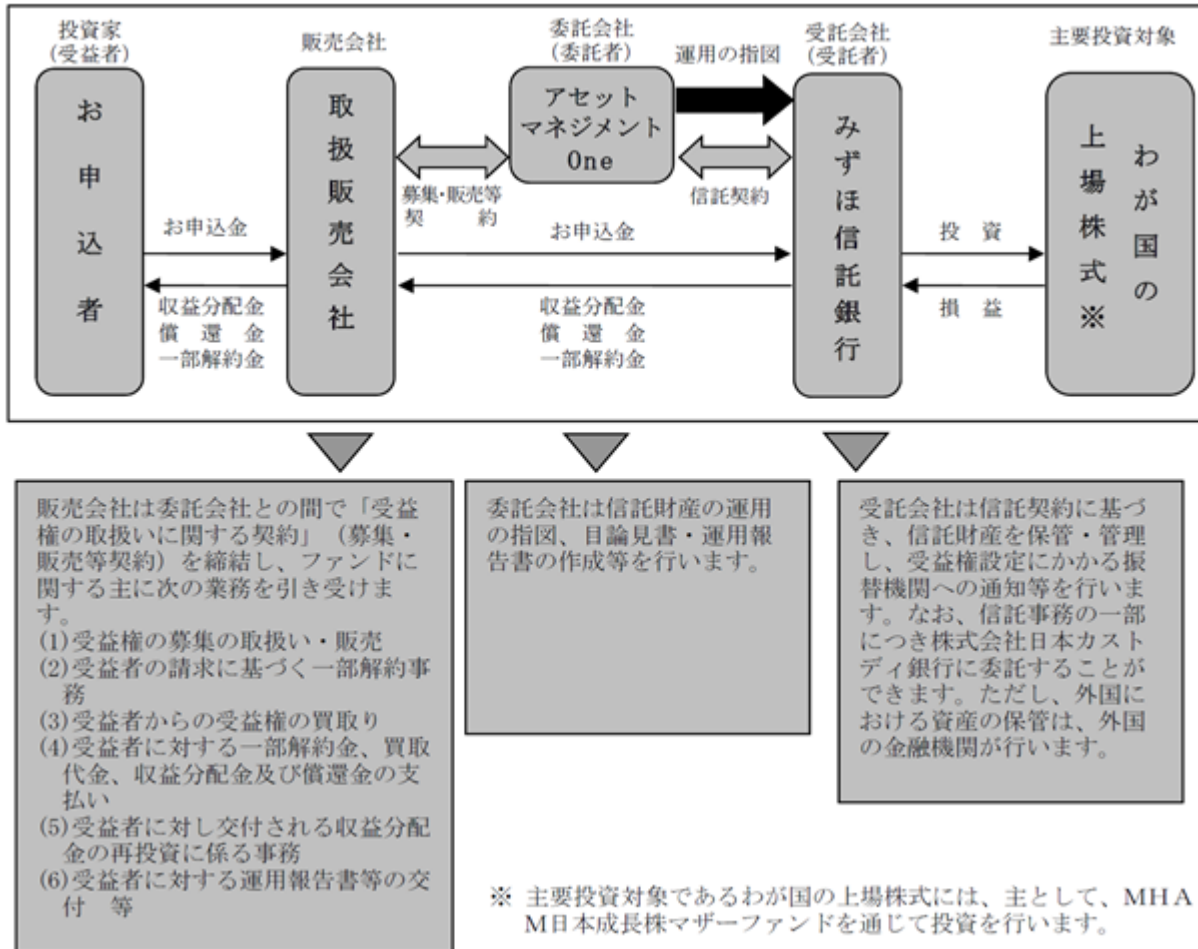 投資家
(受益者)
販売会社
委託会社
(委託者)
運用の指図
受託会社
(受託者)
主要投資対象
お申込者
取扱販売会社
アセット
マネジメント
One
みずほ信託銀行
わが国の
上場株式※
募集・販売等
契 約
信託契約
お申込金
収益分配金
償 還 金
一部解約金
お申込金
収益分配金
償 還 金
一部解約金
投 資
損 益
販売会社は委託会社との間で「受益
権の取扱いに関する契約」（募集・
販売等契約）を締結し、ファンドに
関する主に次の業務を引き受けま
す。
(1)受益権の募集の取扱い・販売
(2)受益者の請求に基づく一部解約事
務
(3)受益者からの受益権の買取り
(4)受益者に対する一部解約金、買取
代金、収益分配金及び償還金の支
払い
(5)受益者に対し交付される収益分配
金の再投資に係る事務
(6)受益者に対する運用報告書等の交
付 等
委託会社は信託財産の運用
の指図、目論見書・運用報
告書の作成等を行います。
受託会社は信託契約に基づ
き、信託財産を保管・管理
し、受益権設定にかかる振
替機関への通知等を行いま
す。なお、信託事務の一部
につき株式会社日本カスト
ディ銀行に委託することが
できます。ただし、外国に
おける資産の保管は、外国
の金融機関が行います。
※ 主要投資対象であるわが国の上場株式には、主として、MHA
M日本成長株マザーファンドを通じて投資を行います。